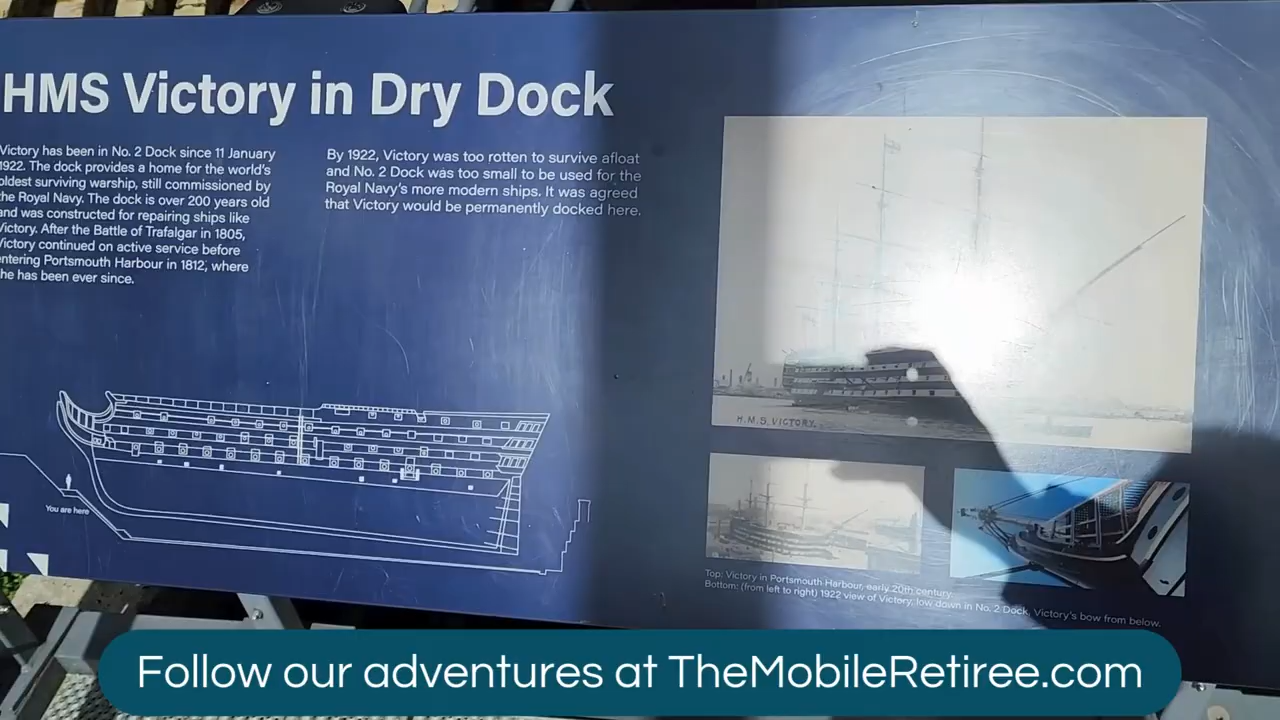 HMS Victory in Dry Dock
Victory has been in No. 2 Dock since 11 January
1922. The dock provides a home for the world's
oldest surviving warship, still commissioned by
the Royal Navy. The dock is over 200 years old
and was constructed for repairing ships like
Victory. After the Battle of Trafalgar in 1805,
Victory continued on active service before
entering Portsmouth Harbour in 1812, where
he has been ever since.
By 1922, Victory was too rotten to survive afloat
and No. 2 Dock was too small to be used for the
Royal Navy's more modern ships. It was agreed
that Victory would be permanently docked here.
H.M.S. VICTORY.
You are here
Top: Victory in Portsmouth Harbour, early 20th century
Bottom: (from left to right) 1922 view of Victory, low down in No. 2 Dock, Victory's bow from below.
Follow our adventures at TheMobileRetiree.com